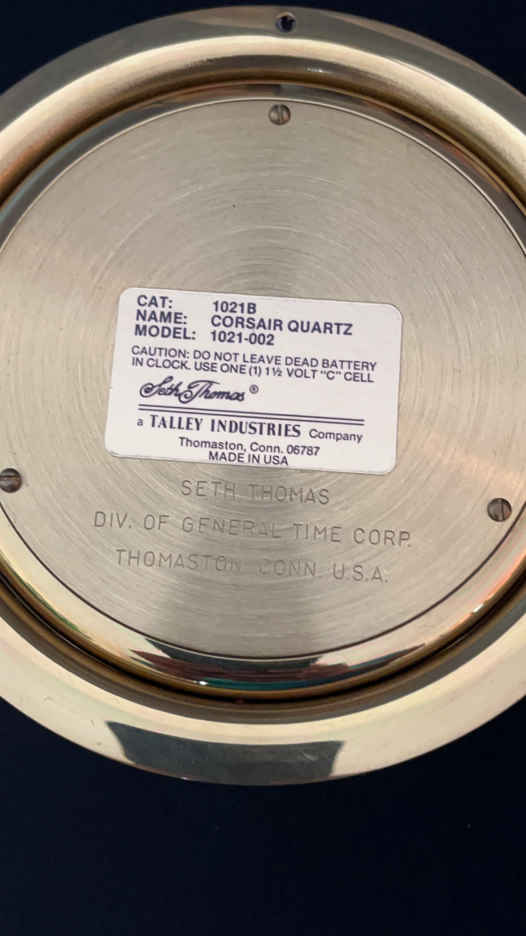 CAT: 1021B
NAME: CORSAIR QUARTZ
MODEL: 1021-002
CAUTION: DO NOT LEAVE DEAD BATTERY
IN CLOCK. USE ONE (1) 1½ VOLT "C" CELL
Seth Thomas®
a TALLEY INDUSTRIES Company
Thomaston, Conn. 06787
MADE IN USA
SETH THOMAS
DIV. OF GENERAL TIME CORP.
THOMASTON, CONN. U.S.A.